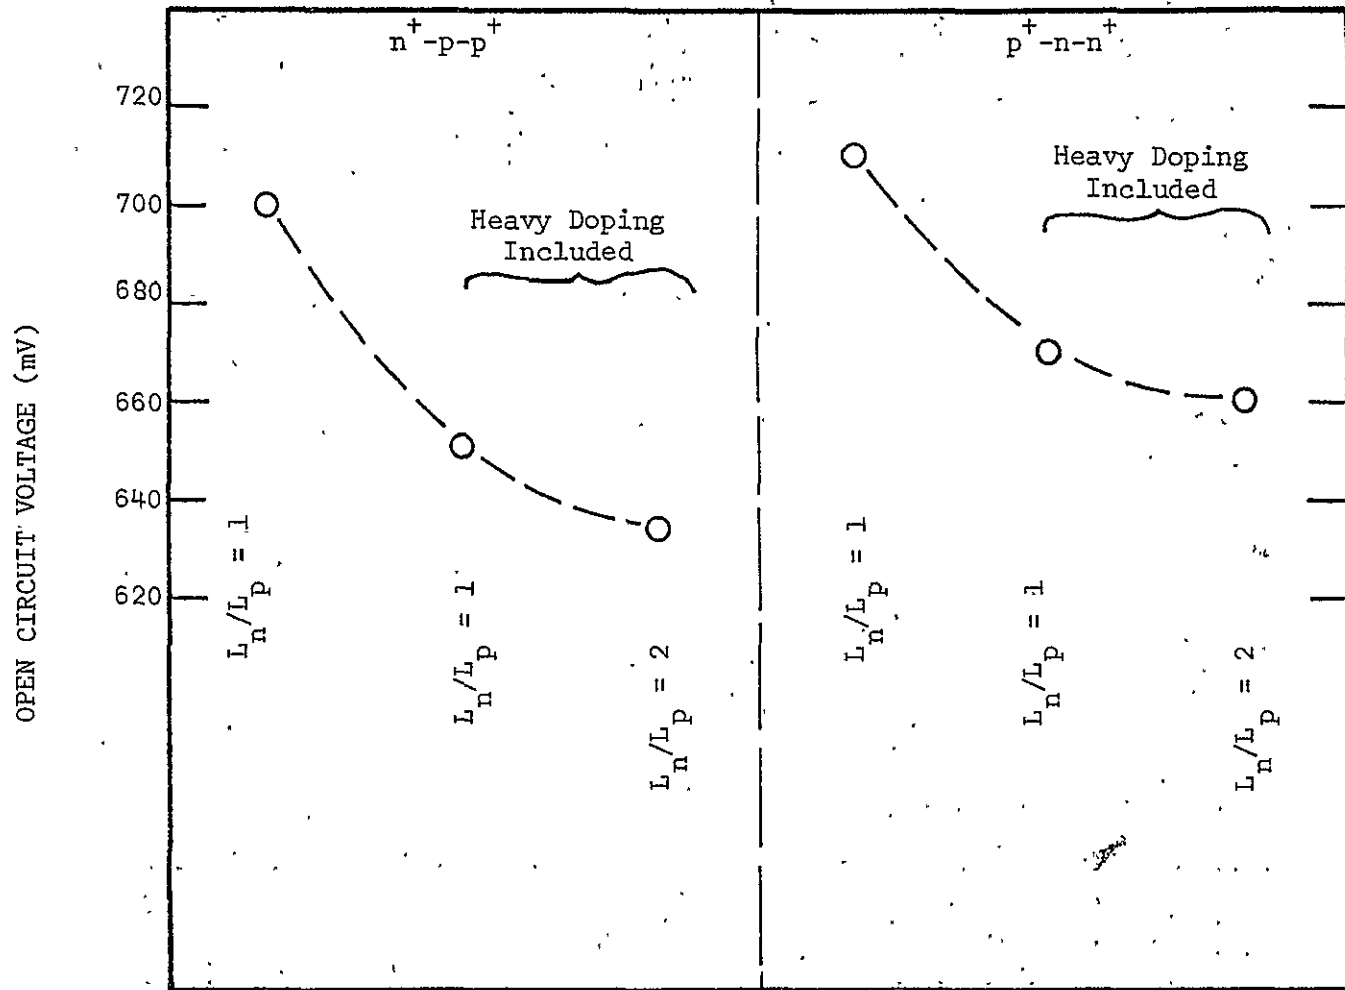 n+-p-p+
p+-n-n+
720
700
680
660
640
620
OPEN CIRCUIT VOLTAGE (mV)
Heavy Doping
Included
Heavy Doping
Included
Ln/Lp = 1
Ln/Lp = 1
Ln/Lp = 2
Ln/Lp = 1
Ln/Lp = 1
Ln/Lp = 2